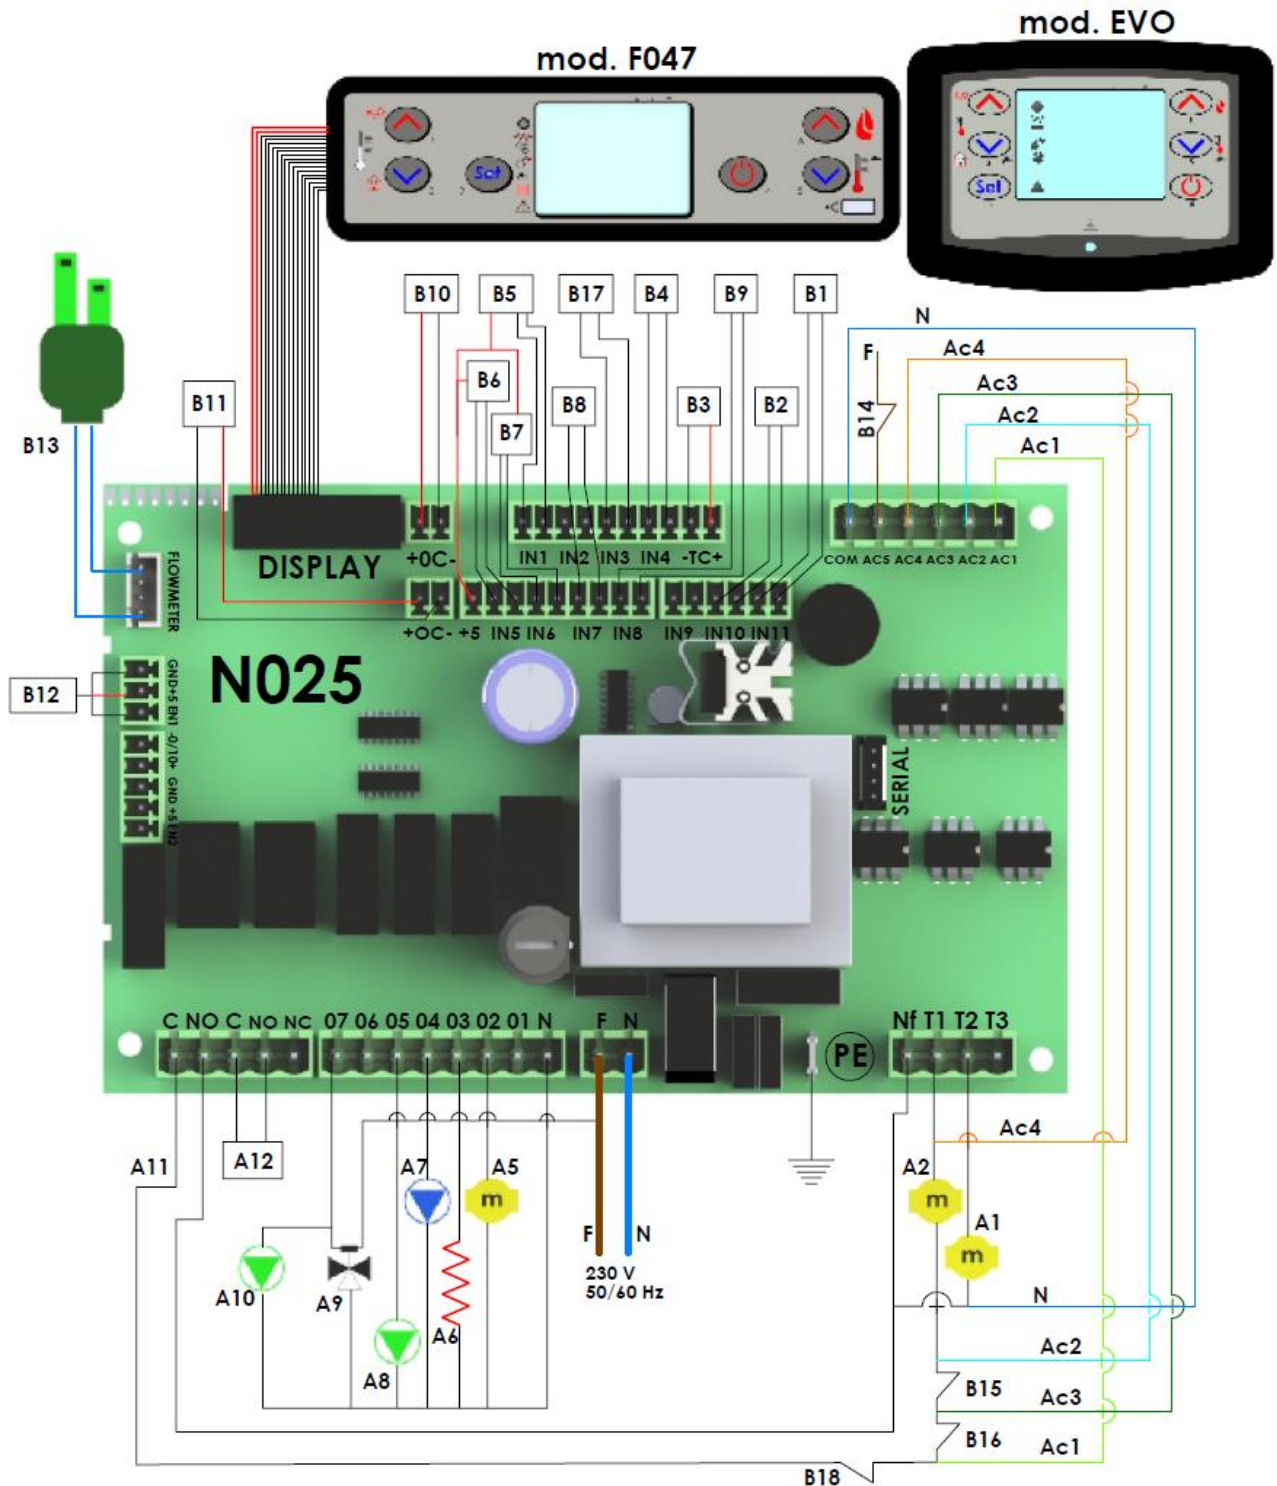 mod. EVO
mod. F047
Set
Set
B10
B5
B17
B4
B9
B1
N
F
Ac4
B6
Ac3
B11
B8
B3
B2
B14
Ac2
B13
B7
Ac1
DISPLAY
+0C-
IN1 IN2 IN3 IN4 -TC+
COM AC5 AC4 AC3 AC2 AC1
FLOWMETER
+OC- +5 IN5 IN6 IN7 IN8 IN9 IN10 IN11
N025
B12
GND+5 EN1
-0/10+
GND +5 EN2
SERIAL
C NO C NO NC 07 06 05 04 03 02 01 N F N
PE
Nf T1 T2 T3
Ac4
A11
A12
A7
A5
A2
A1
F
N
230 V
50/60 Hz
A10
A9
A6
A8
N
Ac2
B15
Ac3
B16
Ac1
B18
m
m
m